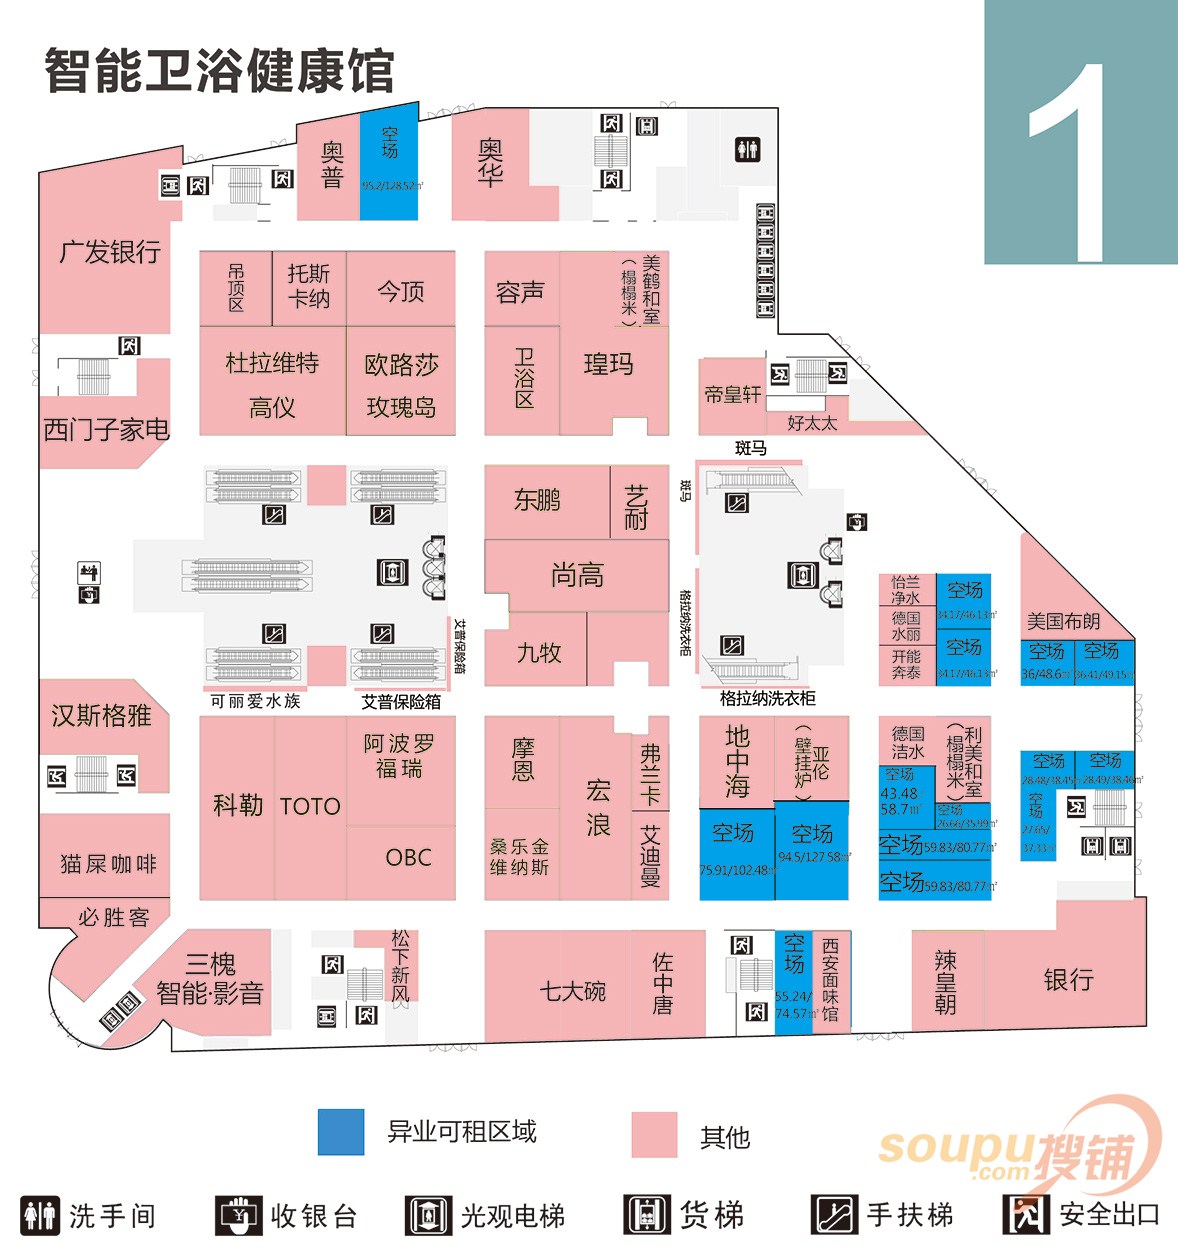 智能卫浴健康馆
1
奥普
空场
95.2/128.52㎡
奥华
广发银行
吊顶区
托斯
卡纳
今顶
容声
美鹤和室
(榻榻米)
杜拉维特
高仪
欧路莎
玫瑰岛
卫浴区
瑝玛
帝皇轩
好太太
西门子家电
斑马
斑马
东鹏
艺耐
尚高
九牧
格拉纳洗衣柜
格拉纳洗衣柜
艾普保险箱
艾普保险箱
可丽爱水族
怡兰
净水
空场
34.17/46.13㎡
德国
水丽
空场
34.17/46.13㎡
开能
奔泰
美国布朗
空场
36/48.6㎡
空场
36.41/49.15㎡
汉斯格雅
科勒
TOTO
阿波罗
福瑞
OBC
摩恩
桑乐金
维纳斯
宏浪
弗兰卡
艾迪曼
地中海
亚伦
(壁挂炉)
空场
75.91/102.48㎡
空场
94.5/127.58㎡
德国
洁水
利美和室
(榻榻米)
空场
43.48
58.7㎡
空场
26.66/35.99㎡
空场59.83/80.77㎡
空场59.83/80.77㎡
空场
28.48/38.45㎡
空场
28.49/38.46㎡
空场
27.65/
37.33㎡
猫屎咖啡
必胜客
三槐
智能·影音
松下新风
七大碗
佐中唐
空场
55.24/
74.57㎡
西安面味馆
辣皇朝
银行
异业可租区域
其他
soupu搜铺
.com
洗手间
收银台
光观电梯
货梯
手扶梯
安全出口